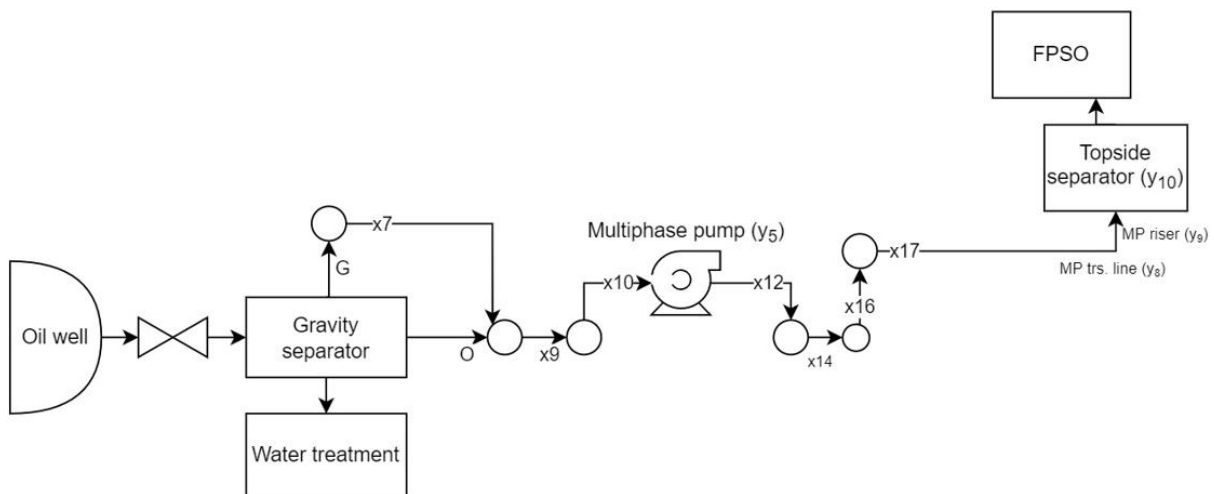 FPSO
Topside
separator (y10)
MP riser (y9)
MP trs. line (y8)
Multiphase pump (y5)
x7
G
x17
x10
x12
x16
Oil well
Gravity
separator
O
x9
x14
Water treatment